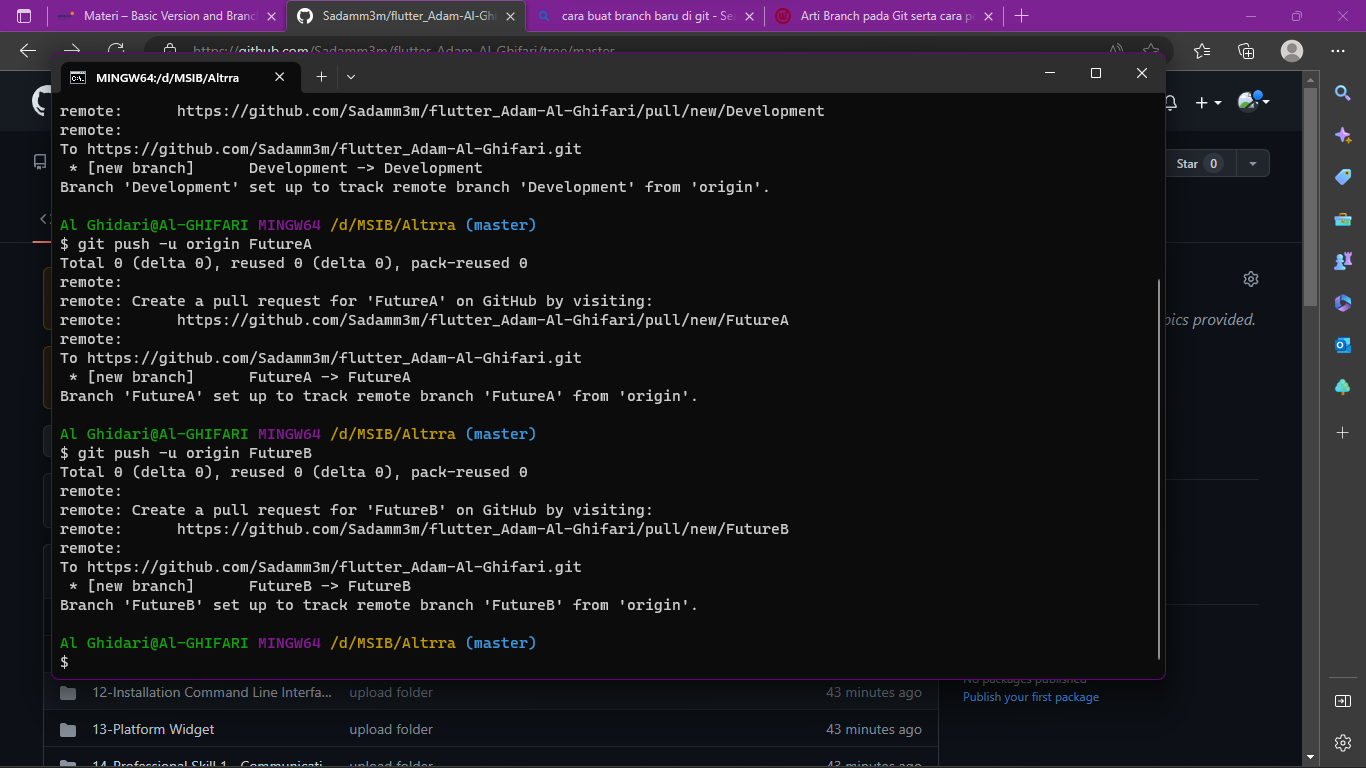 Materi – Basic Version and Branc
Sadamm3m/flutter_Adam-Al-Ghi
cara buat branch baru di git - Se
Arti Branch pada Git serta cara p
https://github.com/Sadamm3m/flutter_Adam-Al-Ghifari/tree/master
MINGW64:/d/MSIB/Altrra
remote:      https://github.com/Sadamm3m/flutter_Adam-Al-Ghifari/pull/new/Development
remote:
To https://github.com/Sadamm3m/flutter_Adam-Al-Ghifari.git
 * [new branch]      Development -> Development
Branch 'Development' set up to track remote branch 'Development' from 'origin'.
Al Ghidari@Al-GHIFARI MINGW64 /d/MSIB/Altrra (master)
$ git push -u origin FutureA
Total 0 (delta 0), reused 0 (delta 0), pack-reused 0
remote:
remote: Create a pull request for 'FutureA' on GitHub by visiting:
remote:      https://github.com/Sadamm3m/flutter_Adam-Al-Ghifari/pull/new/FutureA
remote:
To https://github.com/Sadamm3m/flutter_Adam-Al-Ghifari.git
 * [new branch]      FutureA -> FutureA
Branch 'FutureA' set up to track remote branch 'FutureA' from 'origin'.
Al Ghidari@Al-GHIFARI MINGW64 /d/MSIB/Altrra (master)
$ git push -u origin FutureB
Total 0 (delta 0), reused 0 (delta 0), pack-reused 0
remote:
remote: Create a pull request for 'FutureB' on GitHub by visiting:
remote:      https://github.com/Sadamm3m/flutter_Adam-Al-Ghifari/pull/new/FutureB
remote:
To https://github.com/Sadamm3m/flutter_Adam-Al-Ghifari.git
 * [new branch]      FutureB -> FutureB
Branch 'FutureB' set up to track remote branch 'FutureB' from 'origin'.
Al Ghidari@Al-GHIFARI MINGW64 /d/MSIB/Altrra (master)
$
Star 0
pics provided.
No packages published
Publish your first package
12-Installation Command Line Interfa... upload folder 43 minutes ago
13-Platform Widget upload folder 43 minutes ago
14-Professional Skill 1 - Communicati... upload folder 43 minutes ago